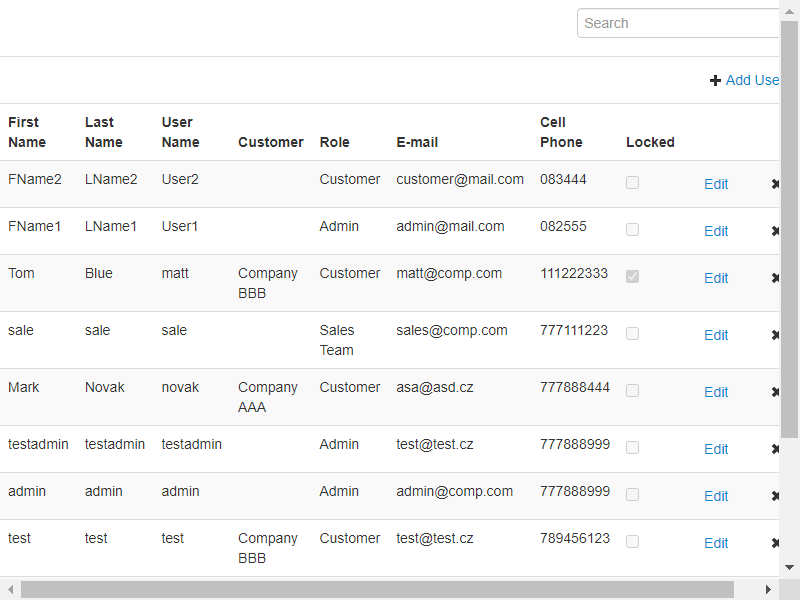 Search
Add Use
First Name Last Name User Name Customer Role E-mail Cell Phone Locked
FName2 LName2 User2 Customer customer@mail.com 083444 Edit
FName1 LName1 User1 Admin admin@mail.com 082555 Edit
Tom Blue matt Company BBB Customer matt@comp.com 111222333 Edit
sale sale sale Sales Team sales@comp.com 777111223 Edit
Mark Novak novak Company AAA Customer asa@asd.cz 777888444 Edit
testadmin testadmin testadmin Admin test@test.cz 777888999 Edit
admin admin admin Admin admin@comp.com 777888999 Edit
test test test Company BBB Customer test@test.cz 789456123 Edit